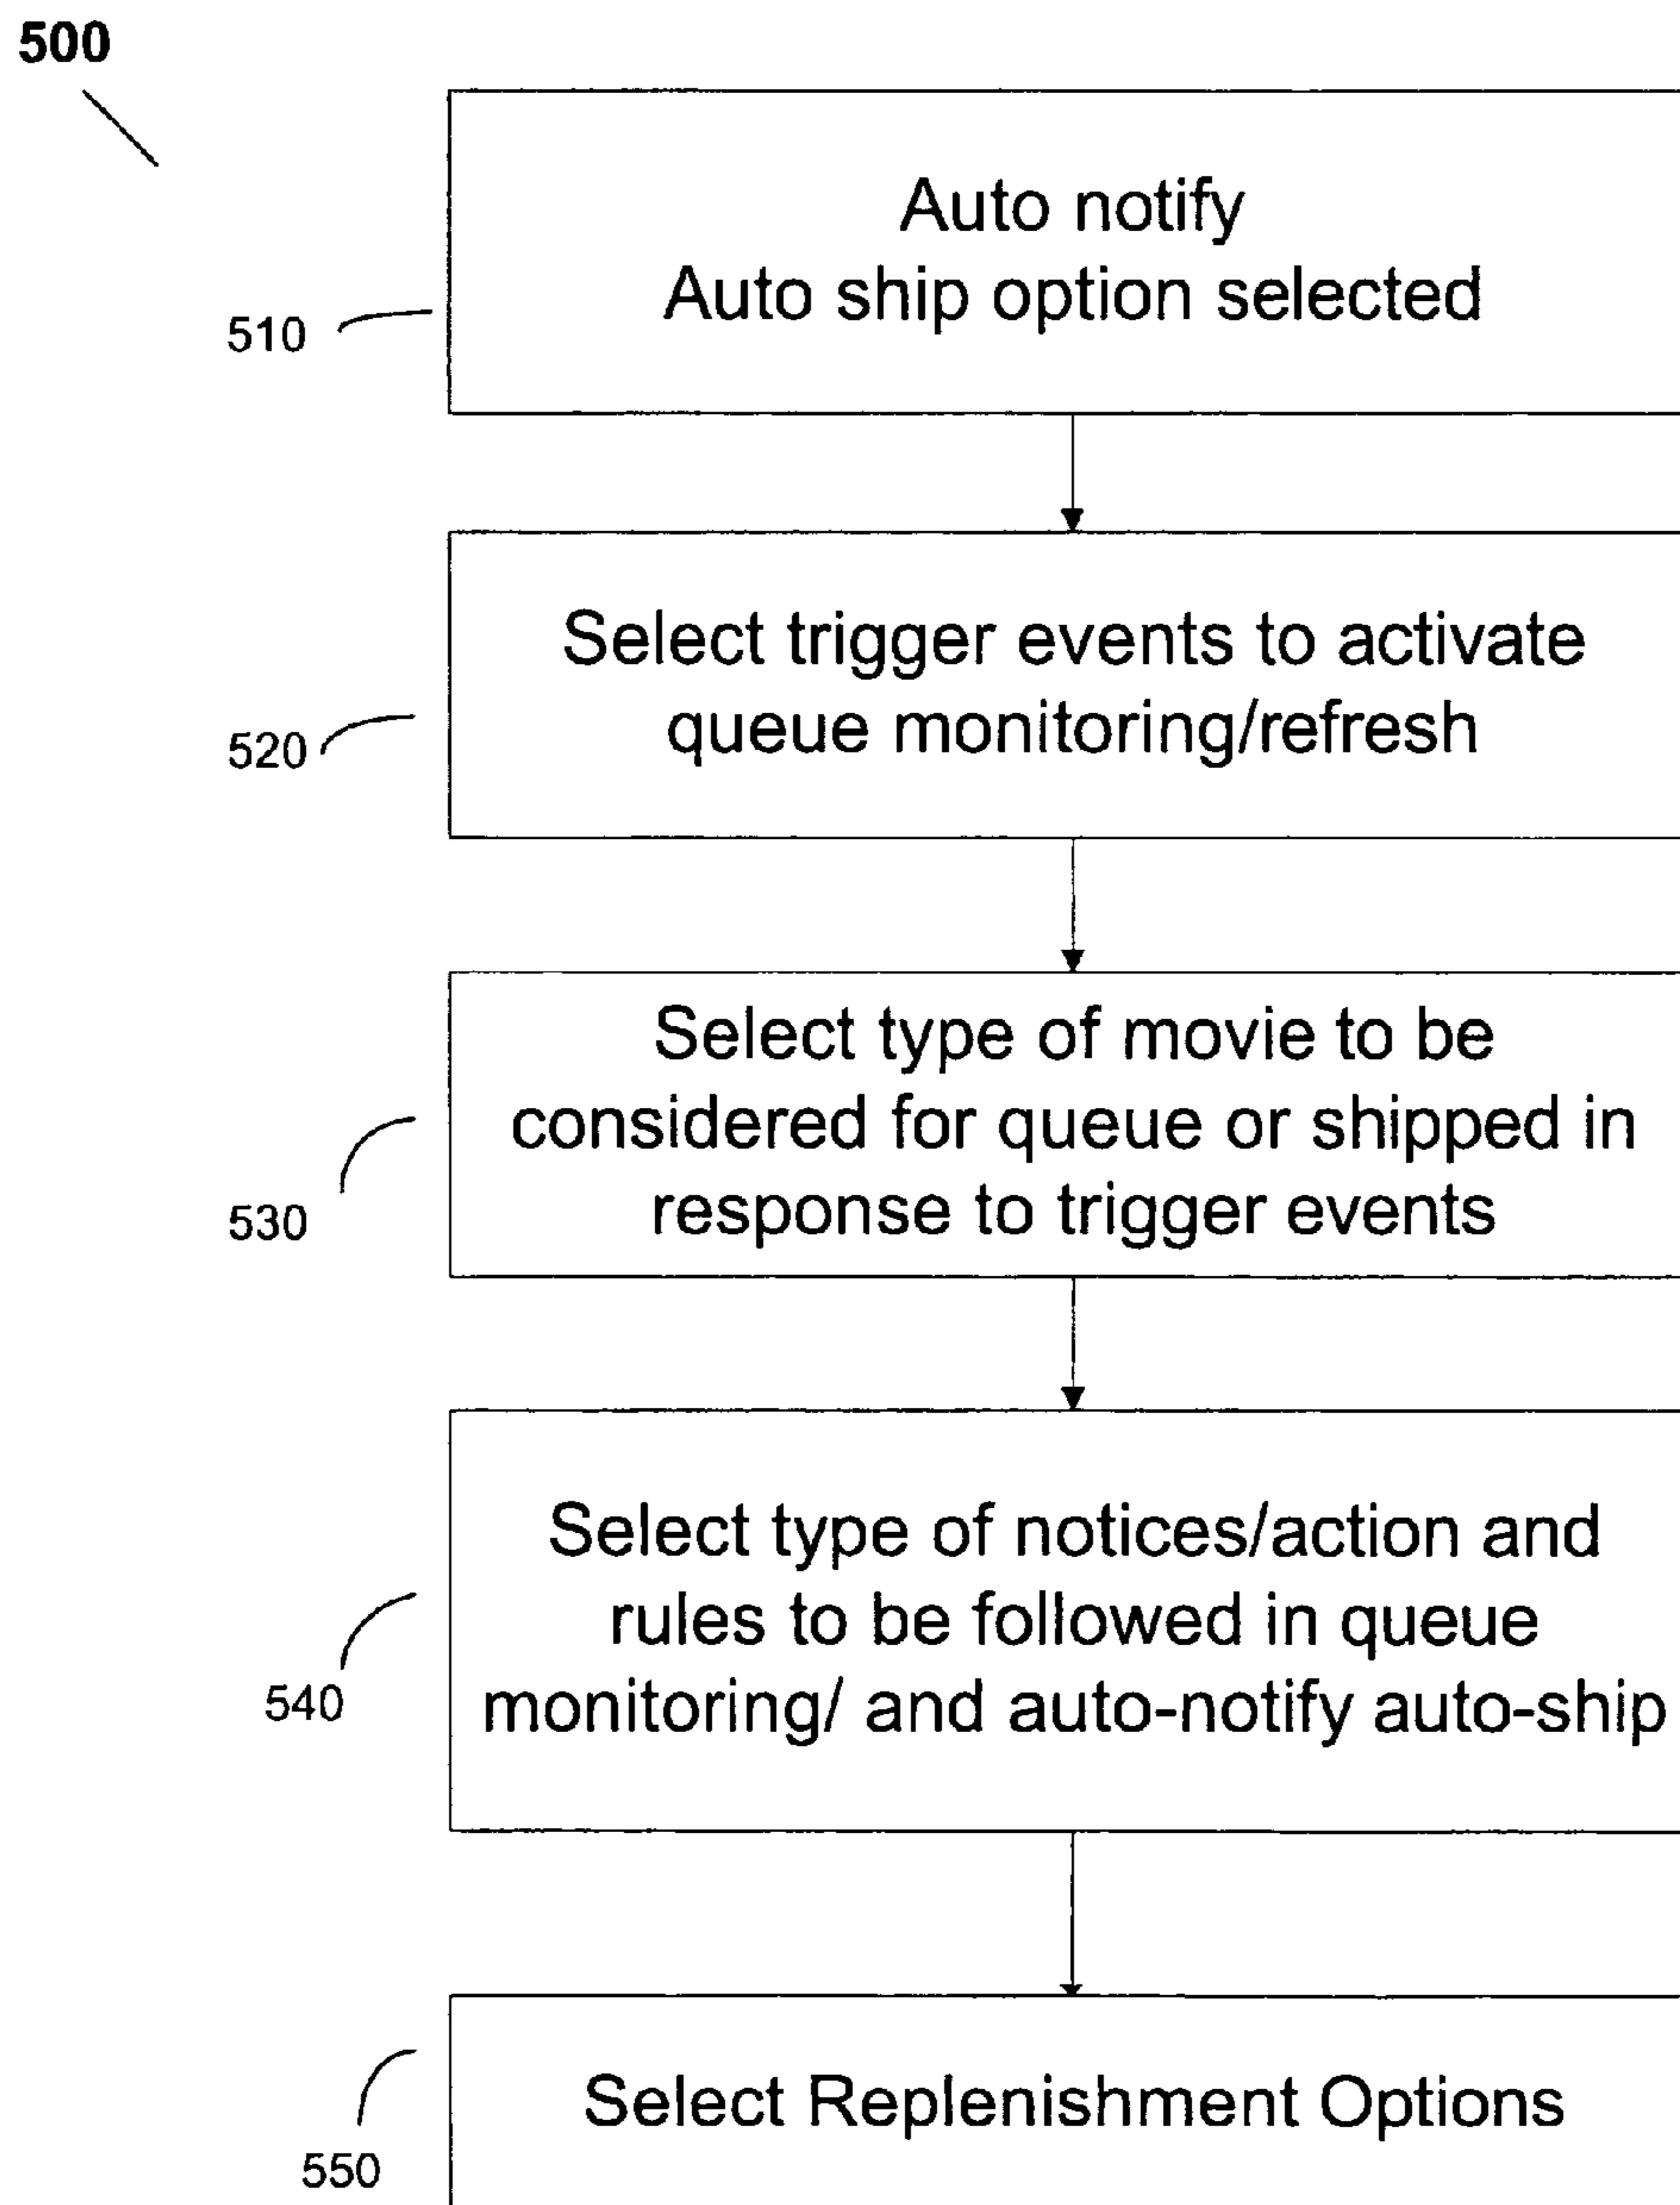 500
Auto notify
Auto ship option selected
510
Select trigger events to activate
queue monitoring/refresh
520
Select type of movie to be
considered for queue or shipped in
response to trigger events
530
Select type of notices/action and
rules to be followed in queue
monitoring/ and auto-notify auto-ship
540
Select Replenishment Options
550